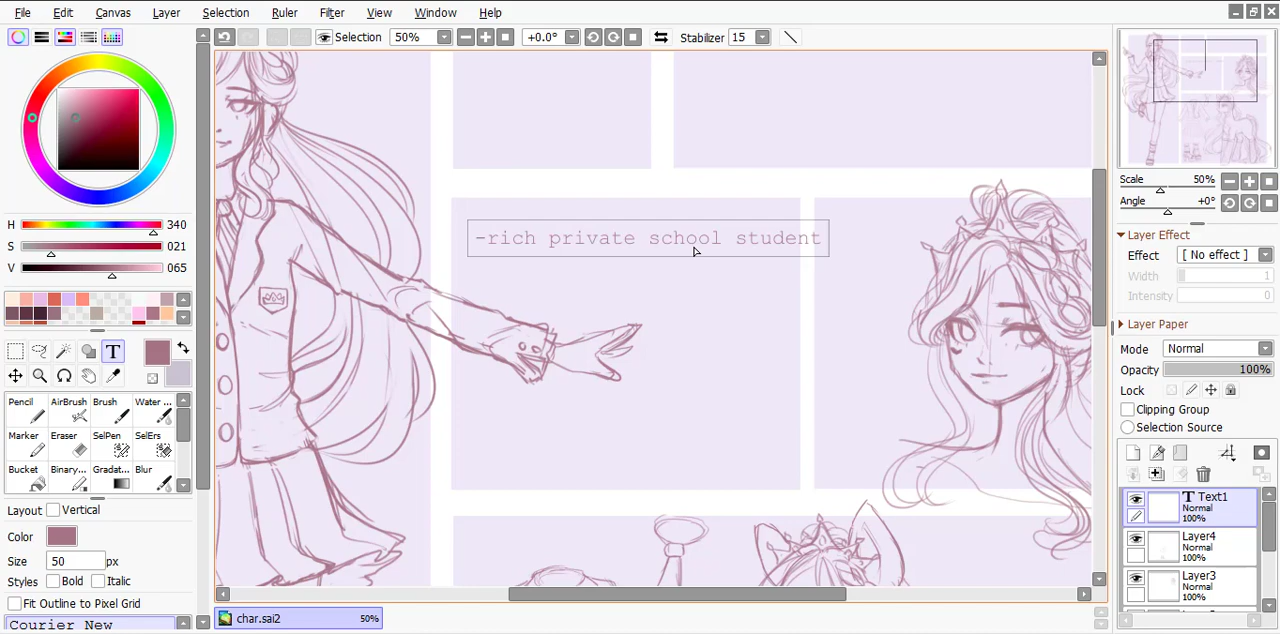 File Edit Canvas Layer Selection Ruler Filter View Window Help
Selection 50% +0.0° Stabilizer 15
H 340
S 021
V 065
T
Pencil AirBrush Brush Water ...
Marker Eraser SelPen SelErs
Bucket Binary... Gradat... Blur
Layout Vertical
Color
Size 50 px
Styles Bold Italic
Fit Outline to Pixel Grid
Courier New
-rich private school student
char.sai2 50%
Scale 50%
Angle +0°
Layer Effect
Effect [ No effect ]
Width 1
Intensity 0
Layer Paper
Mode Normal
Opacity 100%
Lock
Clipping Group
Selection Source
T Text1
Normal
100%
Layer4
Normal
100%
Layer3
Normal
100%